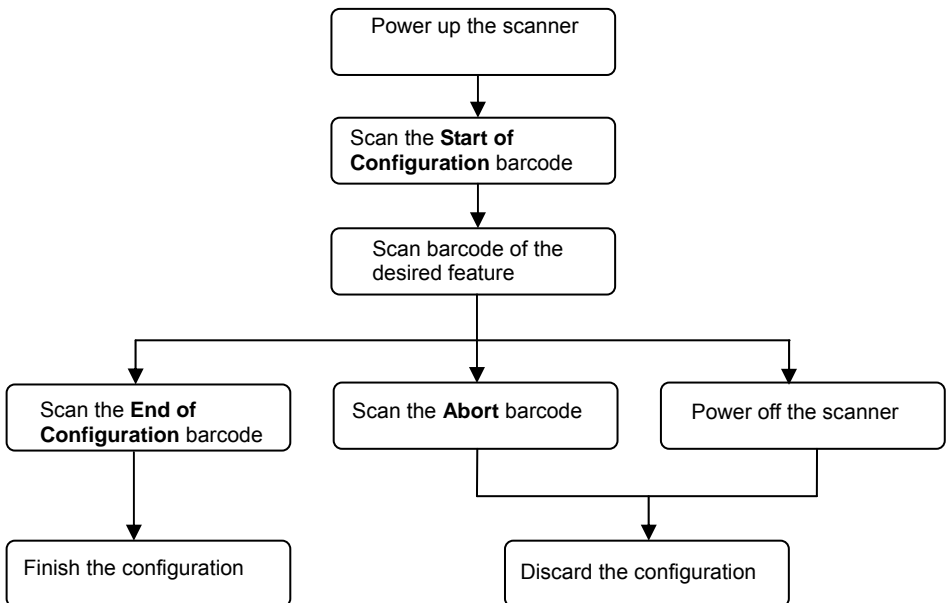 Power up the scanner
Scan the Start of
Configuration barcode
Scan barcode of the
desired feature
Scan the End of
Configuration barcode
Scan the Abort barcode
Power off the scanner
Finish the configuration
Discard the configuration